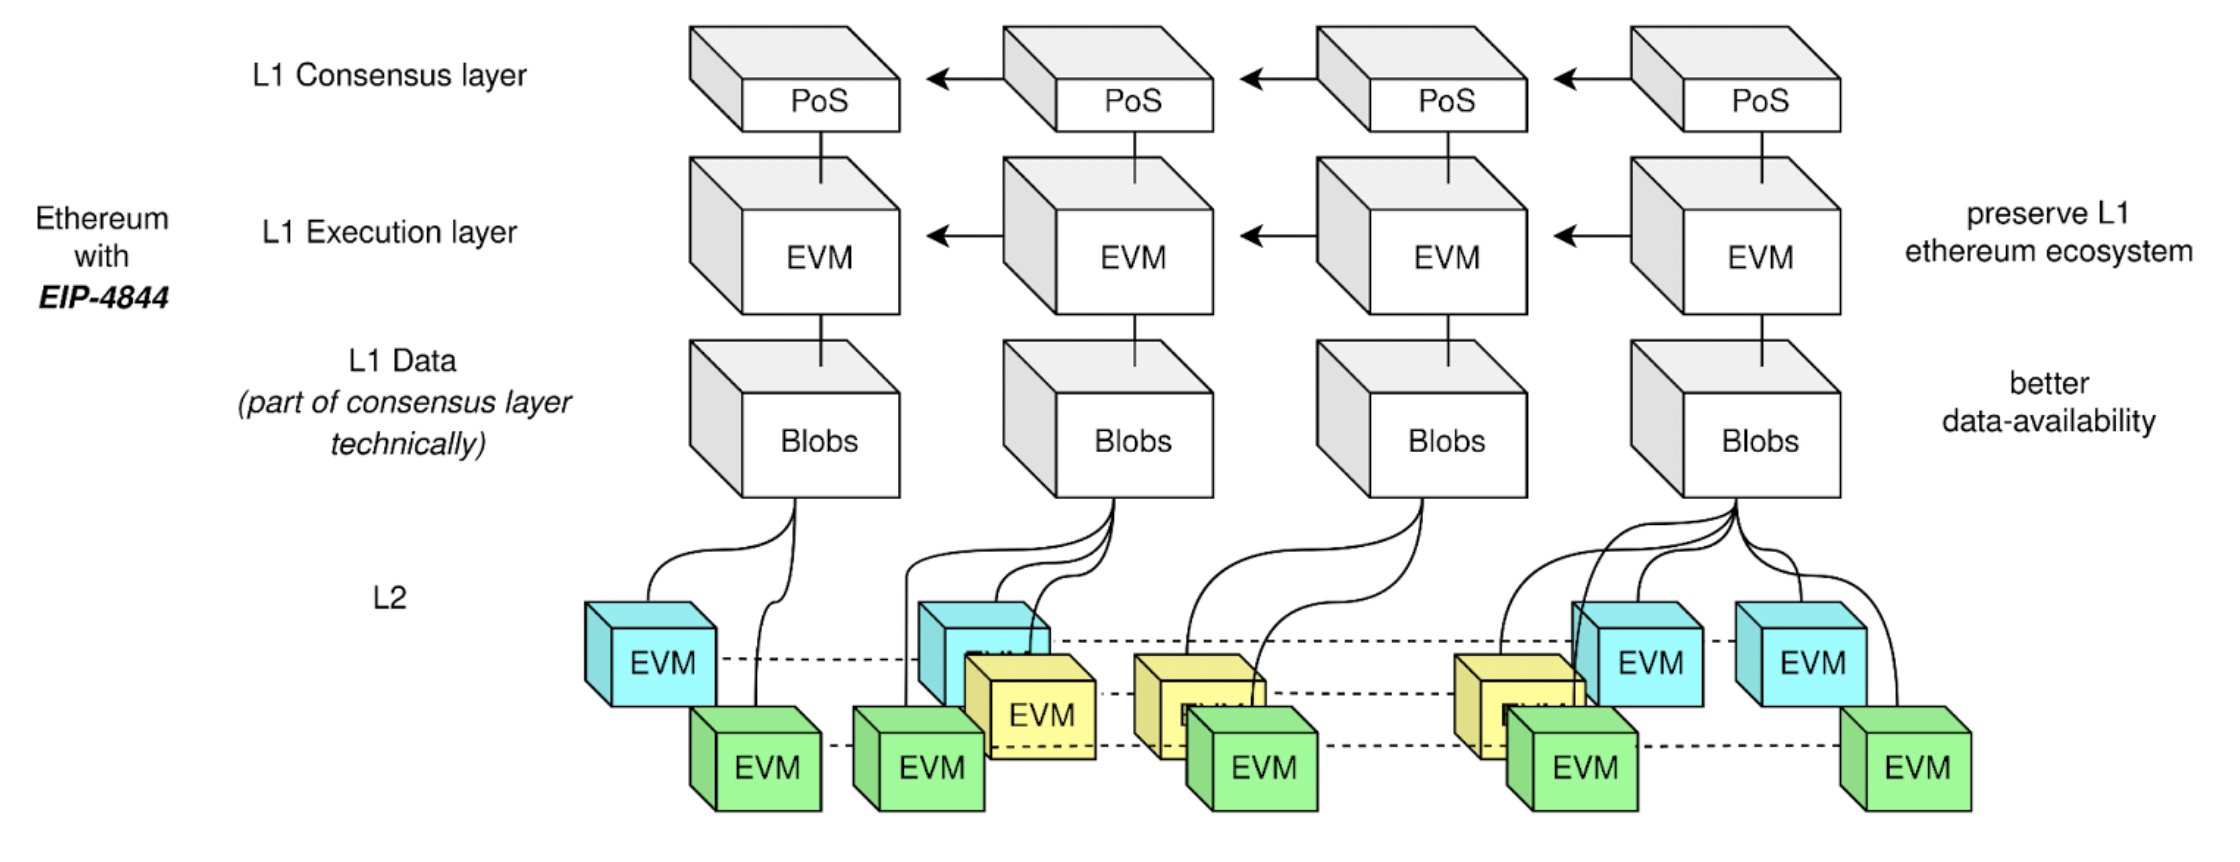 L1 Consensus layer
PoS
PoS
PoS
PoS
Ethereum
with
EIP-4844
L1 Execution layer
EVM
EVM
EVM
EVM
preserve L1
ethereum ecosystem
L1 Data
(part of consensus layer
technically)
Blobs
Blobs
Blobs
Blobs
better
data-availability
L2
EVM
EVM
EVM
EVM
EVM
EVM
EVM
EVM
EVM